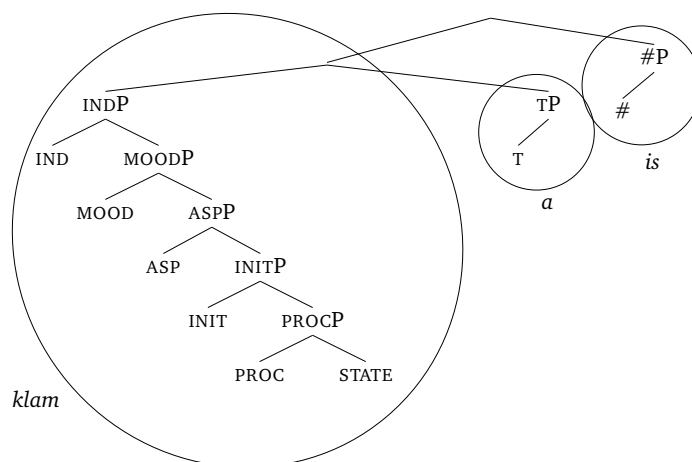 #P
INDP TP
#
IND MOODP T is
a
MOOD ASPP
ASP INITP
INIT PROCP
PROC STATE
klam